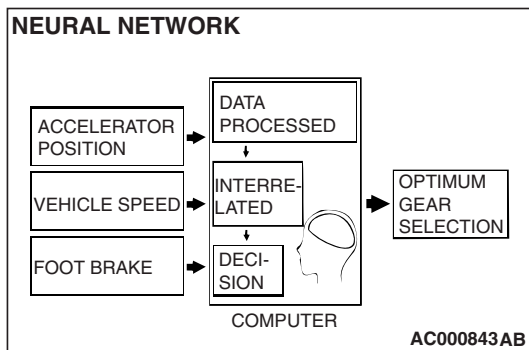 NEURAL NETWORK
ACCELERATOR
POSITION
VEHICLE SPEED
FOOT BRAKE
DATA
PROCESSED
INTERRE-
LATED
DECI-
SION
COMPUTER
OPTIMUM
GEAR
SELECTION
AC000843AB